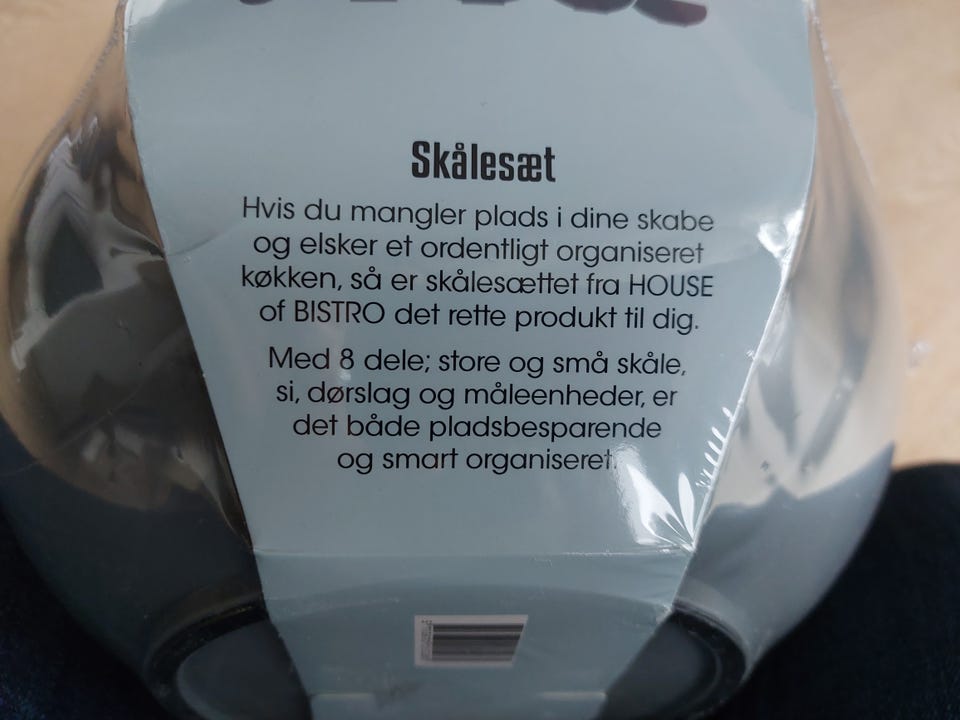 Skålesæt
Hvis du mangler plads i dine skabe
og elsker et ordentligt organiseret
køkken, så er skålesættet fra HOUSE
of BISTRO det rette produkt til dig.
Med 8 dele; store og små skåle,
si, dørslag og måleenheder, er
det både pladsbesparende
og smart organiseret.